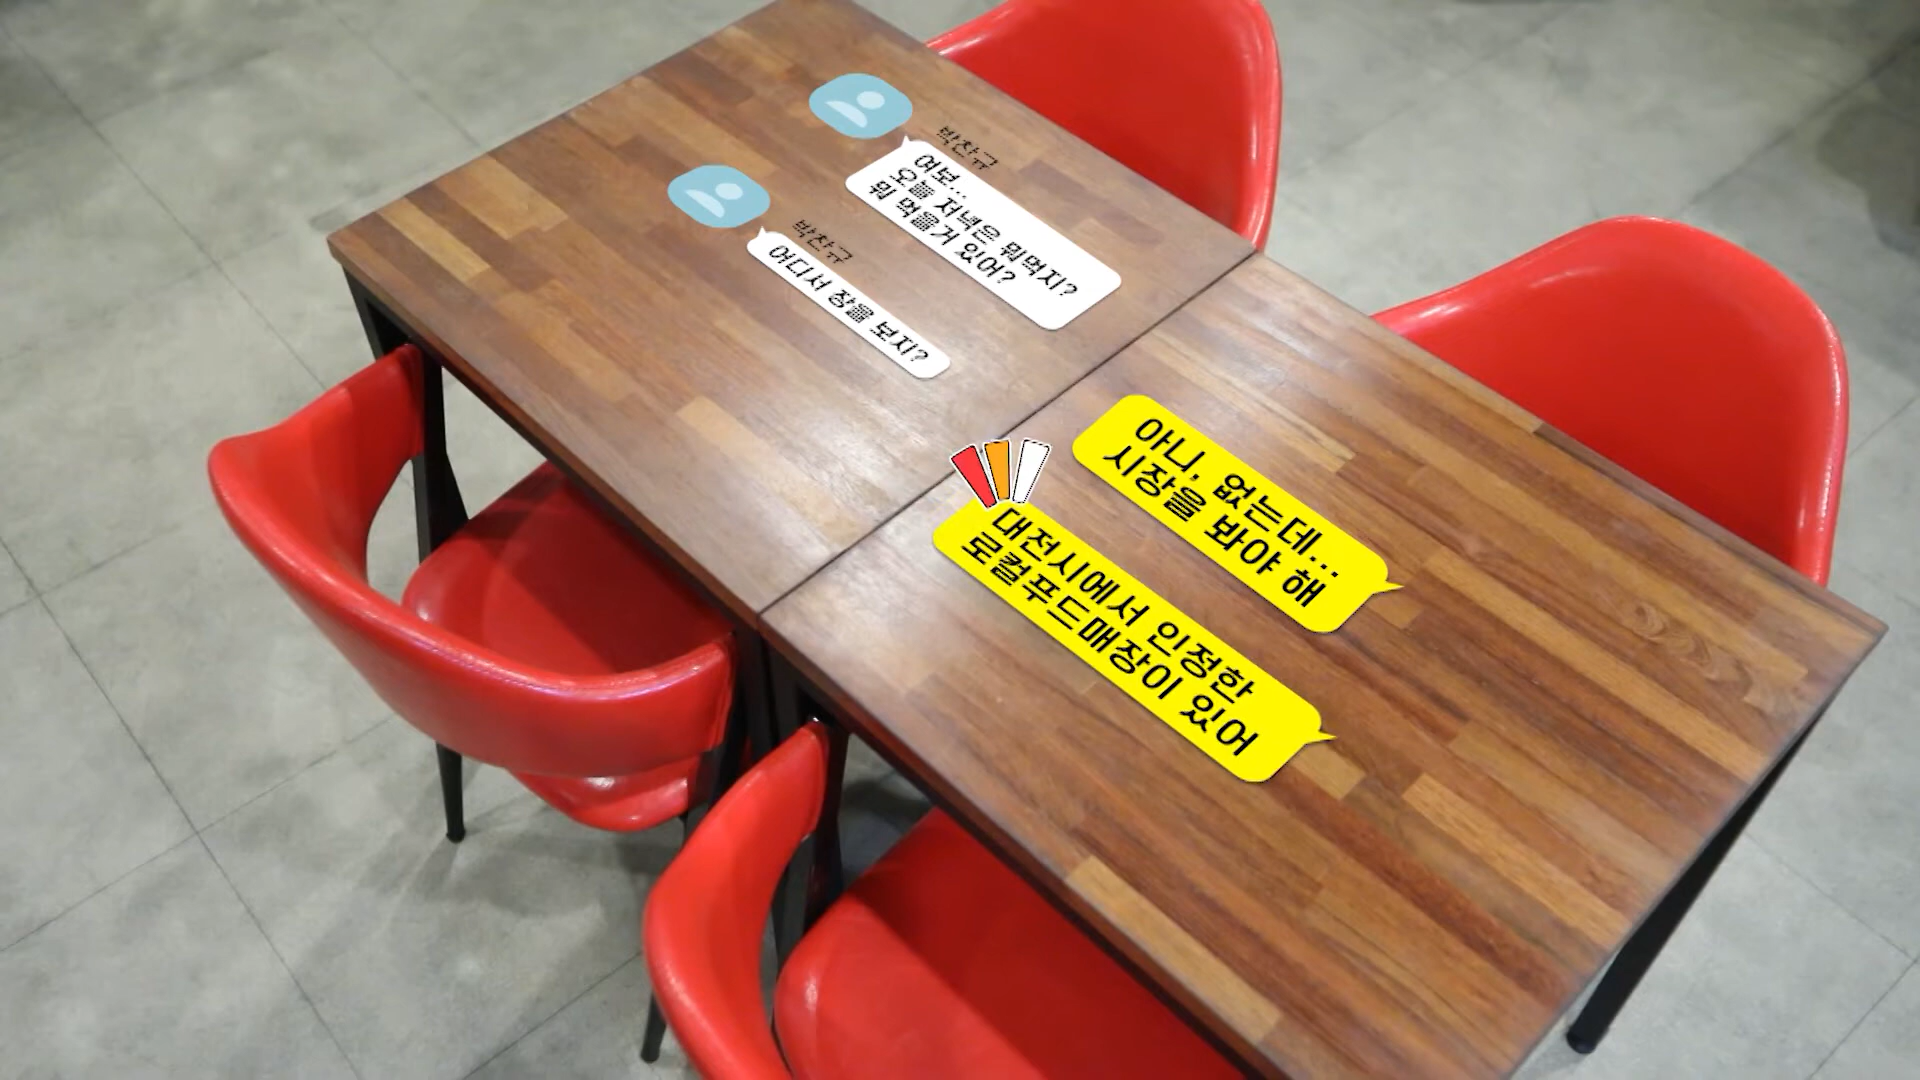 박찬규
여보...
오늘 저녁은 뭐먹지?
뭐 먹을거 있어?
아니, 없는데...
시장을 봐야 해
박찬규
어디서 장을 보지?
대전시에서 인정한
로컬푸드매장이 있어